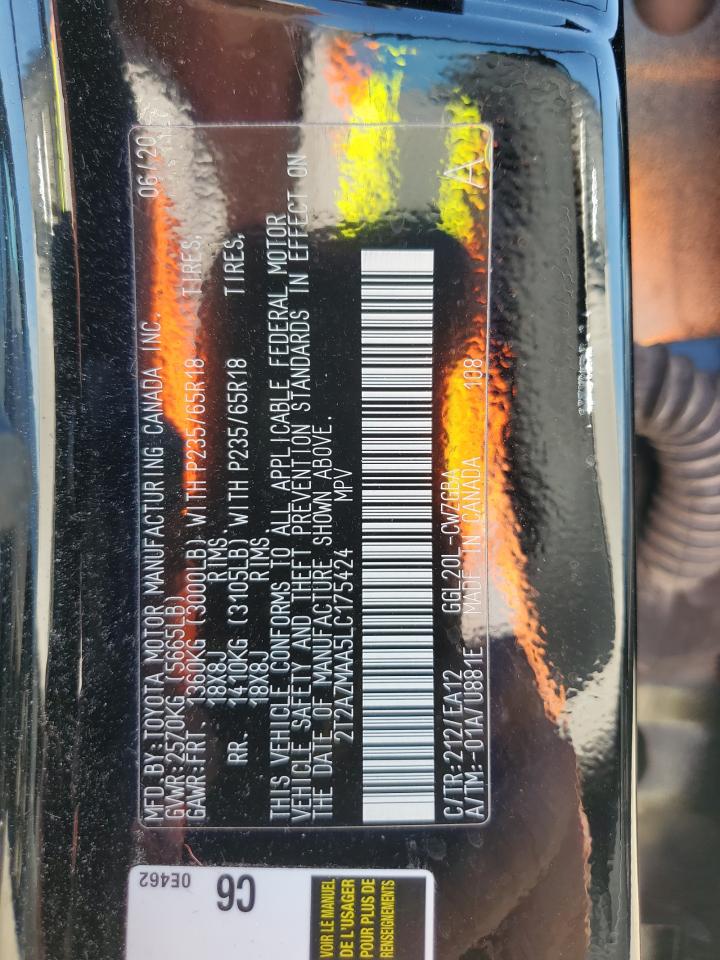 MFD.BY:TOYOTA MOTOR MANUFACTURING CANADA INC. 06/20
GVWR:2570KG (5665LB)
GAWR:FRT. 1360KG (3000LB) WITH P235/65R18 TIRES,
18X8J RIMS
RR. 1410KG (3105LB) WITH P235/65R18 TIRES,
18X8J RIMS
THIS VEHICLE CONFORMS TO ALL APPLICABLE FEDERAL MOTOR
VEHICLE SAFETY AND THEFT PREVENTION STANDARDS IN EFFECT ON
THE DATE OF MANUFACTURE SHOWN ABOVE.
2T2AZMAA5LC175424 MPV
C/TR:212/EA12 GGL20L-CWZGBA
A/TM:-01A/U881E MADE IN CANADA 108 A
0E462
C6
VOIR LE MANUEL
DE L'USAGER
POUR PLUS DE
RENSEIGNEMENTS